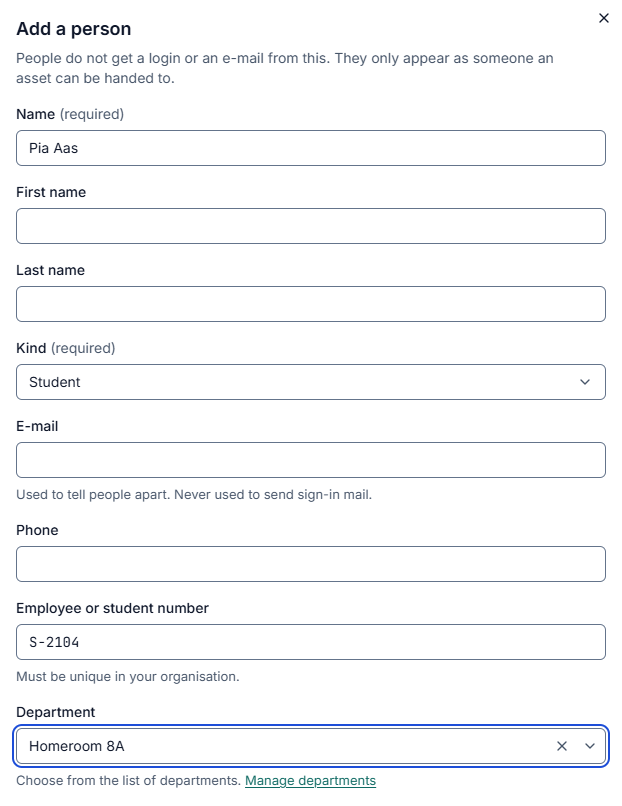 Add a person
People do not get a login or an e-mail from this. They only appear as someone an
asset can be handed to.
Name (required)
Pia Aas
First name
Last name
Kind (required)
Student
E-mail
Used to tell people apart. Never used to send sign-in mail.
Phone
Employee or student number
S-2104
Must be unique in your organisation.
Department
Homeroom 8A
Choose from the list of departments. Manage departments